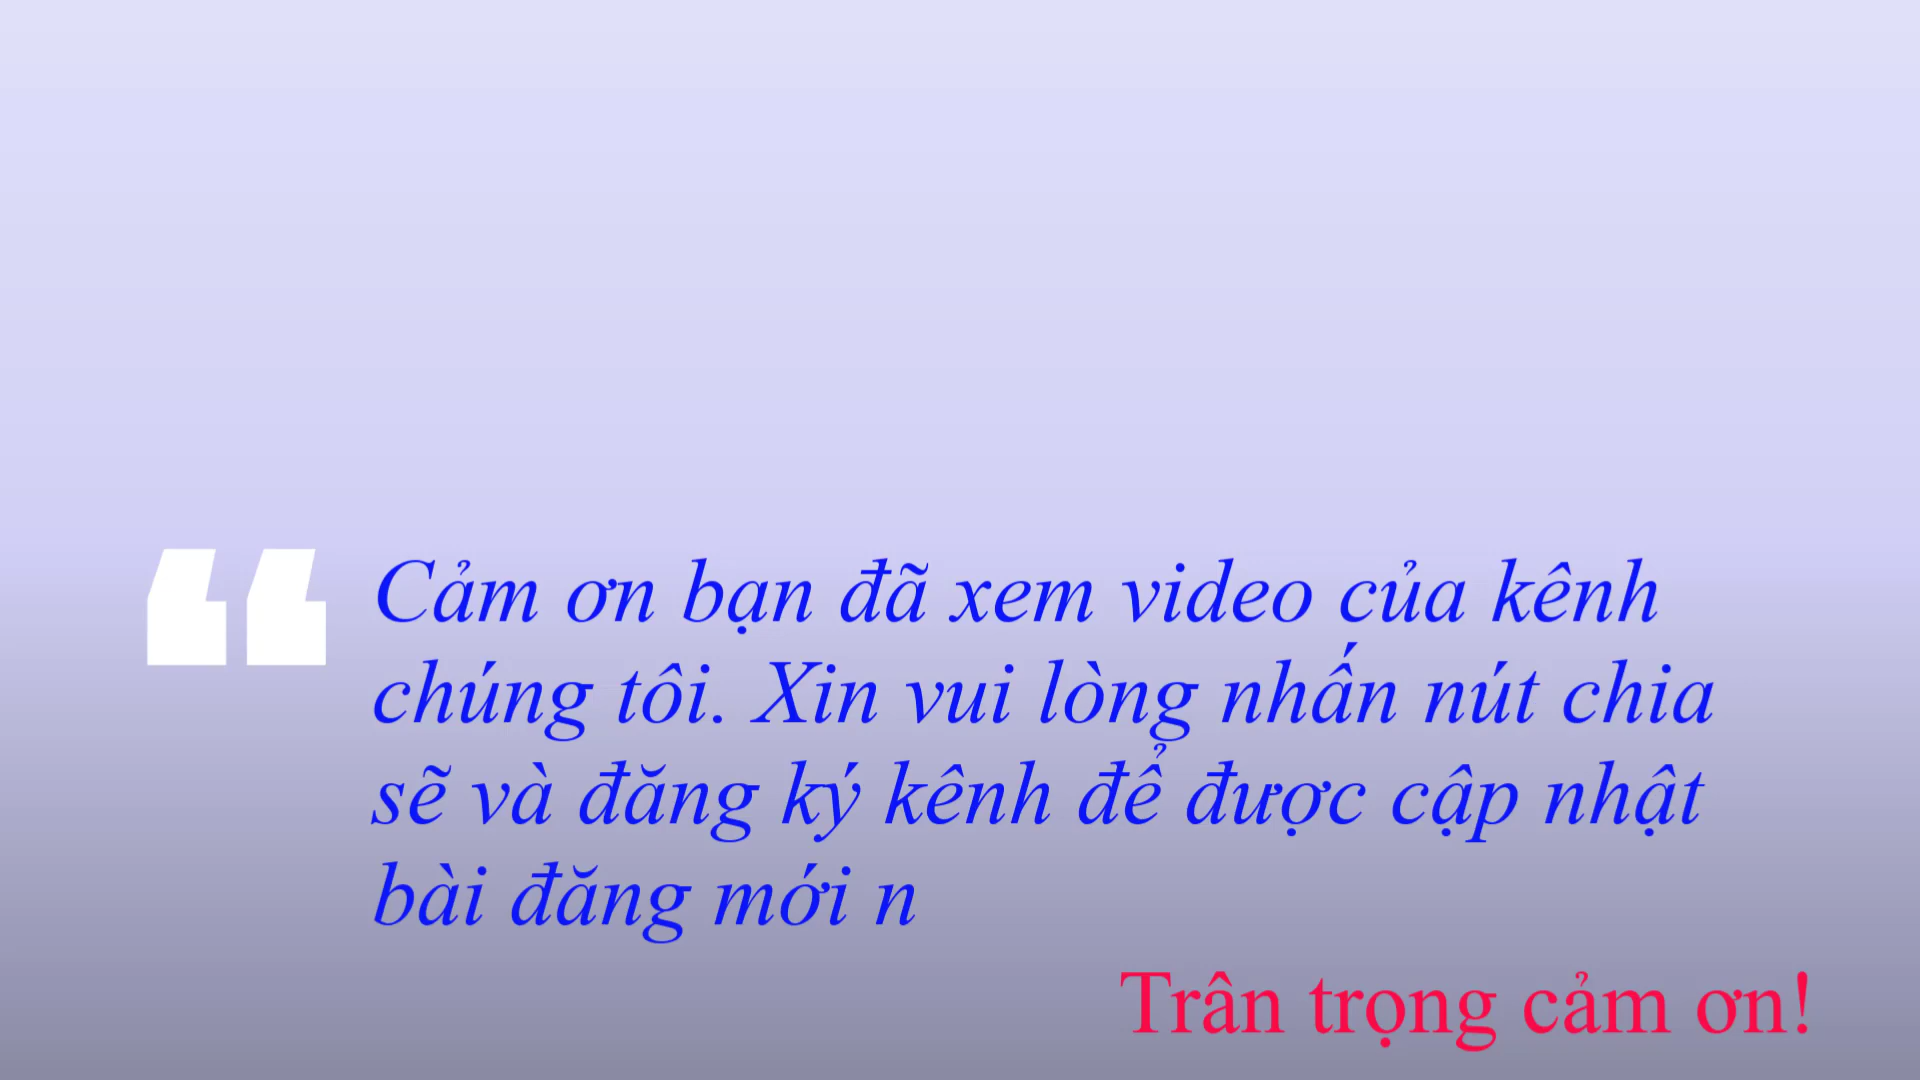 Cảm ơn bạn đã xem video của kênh
chúng tôi. Xin vui lòng nhấn nút chia
sẽ và đăng ký kênh để được cập nhật
bài đăng mới n
Trân trọng cảm ơn!